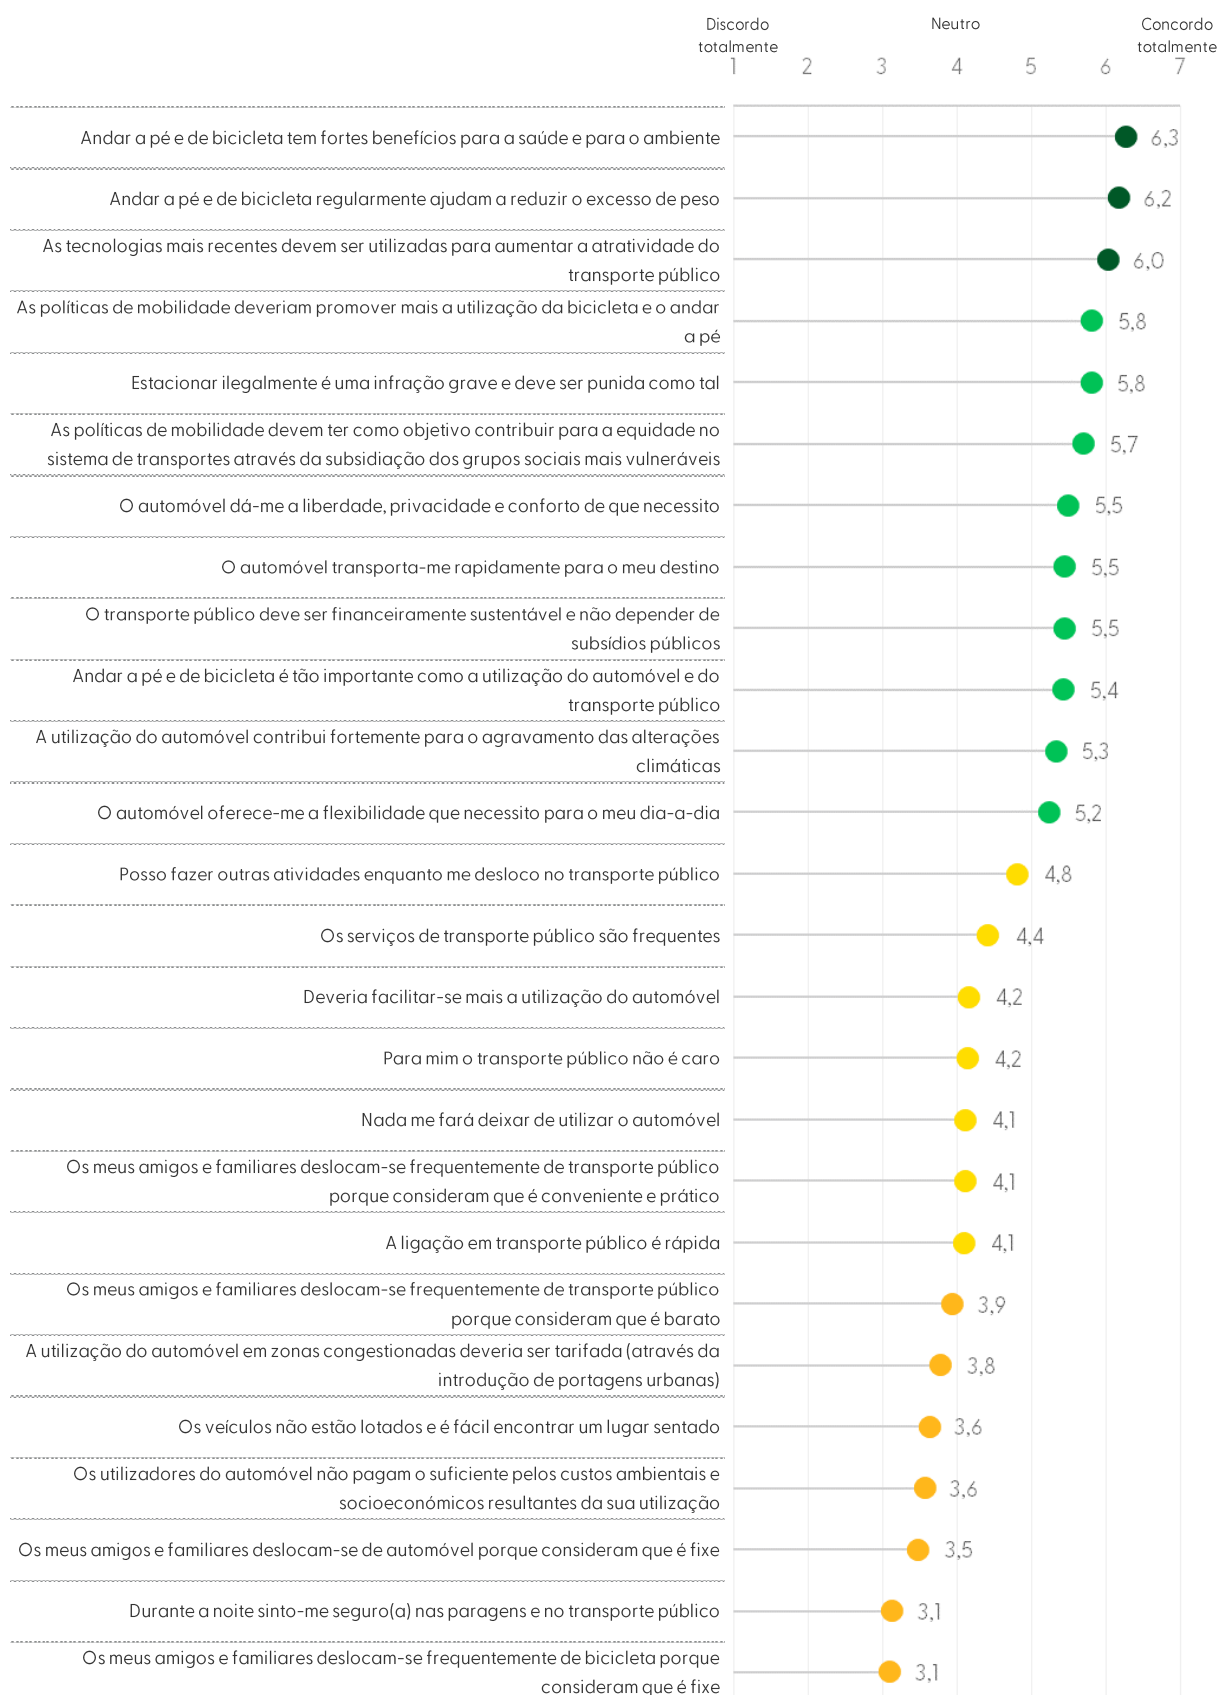 Discordo
totalmente
Neutro
Concordo
totalmente
1 2 3 4 5 6 7
Andar a pé e de bicicleta tem fortes benefícios para a saúde e para o ambiente 6,3
Andar a pé e de bicicleta regularmente ajudam a reduzir o excesso de peso 6,2
As tecnologias mais recentes devem ser utilizadas para aumentar a atratividade do
transporte público 6,0
As políticas de mobilidade deveriam promover mais a utilização da bicicleta e o andar
a pé 5,8
Estacionar ilegalmente é uma infração grave e deve ser punida como tal 5,8
As políticas de mobilidade devem ter como objetivo contribuir para a equidade no
sistema de transportes através da subsidiação dos grupos sociais mais vulneráveis 5,7
O automóvel dá-me a liberdade, privacidade e conforto de que necessito 5,5
O automóvel transporta-me rapidamente para o meu destino 5,5
O transporte público deve ser financeiramente sustentável e não depender de
subsídios públicos 5,5
Andar a pé e de bicicleta é tão importante como a utilização do automóvel e do
transporte público 5,4
A utilização do automóvel contribui fortemente para o agravamento das alterações
climáticas 5,3
O automóvel oferece-me a flexibilidade que necessito para o meu dia-a-dia 5,2
Posso fazer outras atividades enquanto me desloco no transporte público 4,8
Os serviços de transporte público são frequentes 4,4
Deveria facilitar-se mais a utilização do automóvel 4,2
Para mim o transporte público não é caro 4,2
Nada me fará deixar de utilizar o automóvel 4,1
Os meus amigos e familiares deslocam-se frequentemente de transporte público
porque consideram que é conveniente e prático 4,1
A ligação em transporte público é rápida 4,1
Os meus amigos e familiares deslocam-se frequentemente de transporte público
porque consideram que é barato 3,9
A utilização do automóvel em zonas congestionadas deveria ser tarifada (através da
introdução de portagens urbanas) 3,8
Os veículos não estão lotados e é fácil encontrar um lugar sentado 3,6
Os utilizadores do automóvel não pagam o suficiente pelos custos ambientais e
socioeconómicos resultantes da sua utilização 3,6
Os meus amigos e familiares deslocam-se de automóvel porque consideram que é fixe 3,5
Durante a noite sinto-me seguro(a) nas paragens e no transporte público 3,1
Os meus amigos e familiares deslocam-se frequentemente de bicicleta porque
consideram que é fixe 3,1